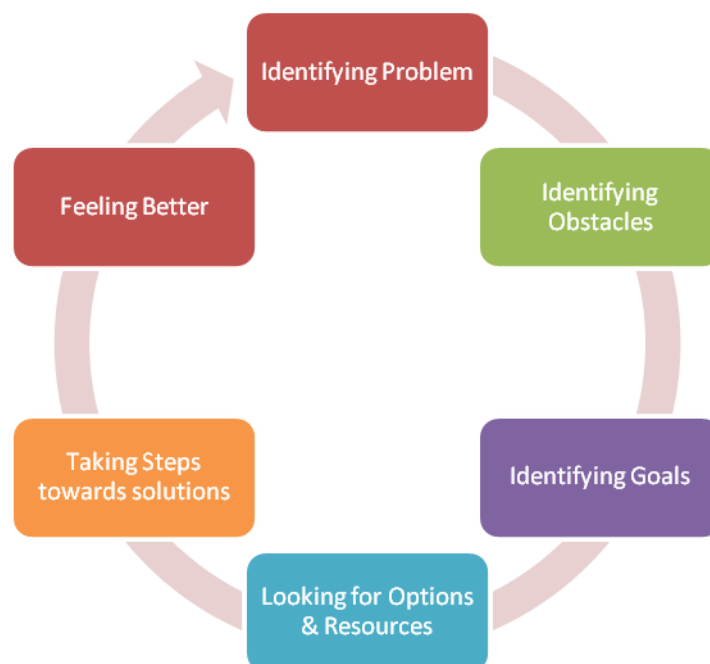 Identifying Problem
Identifying
Obstacles
Identifying Goals
Looking for Options
& Resources
Taking Steps
towards solutions
Feeling Better